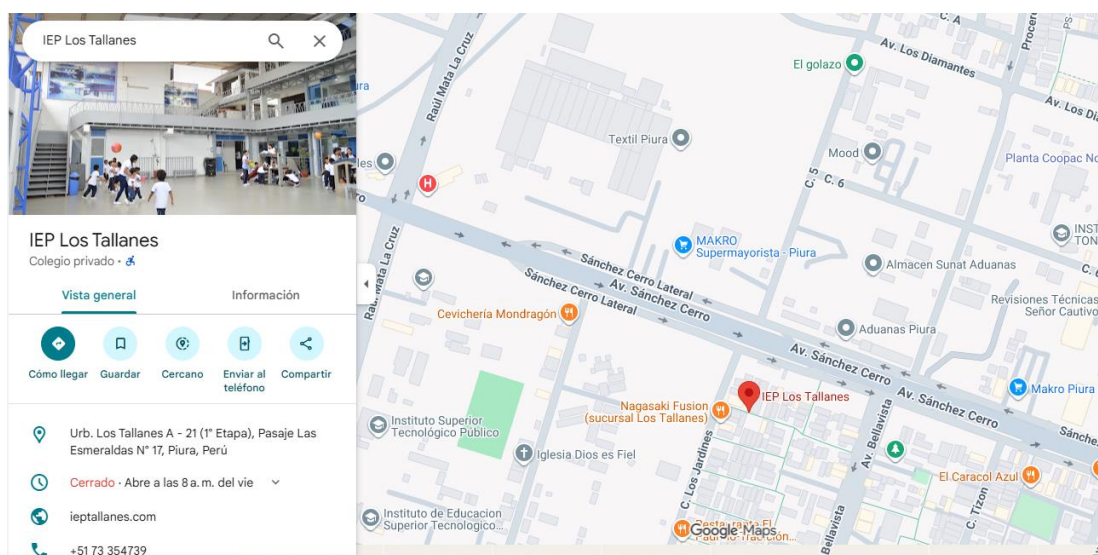 IEP Los Tallanes
IEP Los Tallanes
Colegio privado
Vista general
Información
Cómo llegar
Guardar
Cercano
Enviar al
teléfono
Compartir
Urb. Los Tallanes A - 21 (1° Etapa), Pasaje Las
Esmeraldas N° 17, Piura, Perú
Cerrado · Abre a las 8 a. m. del vie
ieptallanes.com
+51 73 354739
Raúl Mata La Cruz
C. A
Av. Los Diamantes
El golazo
Textil Piura
Mood
C. 5
C. 6
Planta Coopac
H
MAKRO
Supermayorista - Piura
Almacen Sunat Aduanas
Revisiones Técnicas
Señor Cautivo
Sánchez Cerro Lateral
Av. Sánchez Cerro
Sánchez Cerro Lateral
Cevichería Mondragón
Aduanas Piura
Av. Sánchez Cerro
Av. Sánchez Cerro
Makro Piura
IEP Los Tallanes
Nagasaki Fusion
(sucursal Los Tallanes)
Instituto Superior
Tecnológico Público
Iglesia Dios es Fiel
C. Los Jardines
Av. Bellavista
El Caracol Azul
C. Tizon
Instituto de Educacion
Superior Tecnologico...
Bellavista
Google Maps